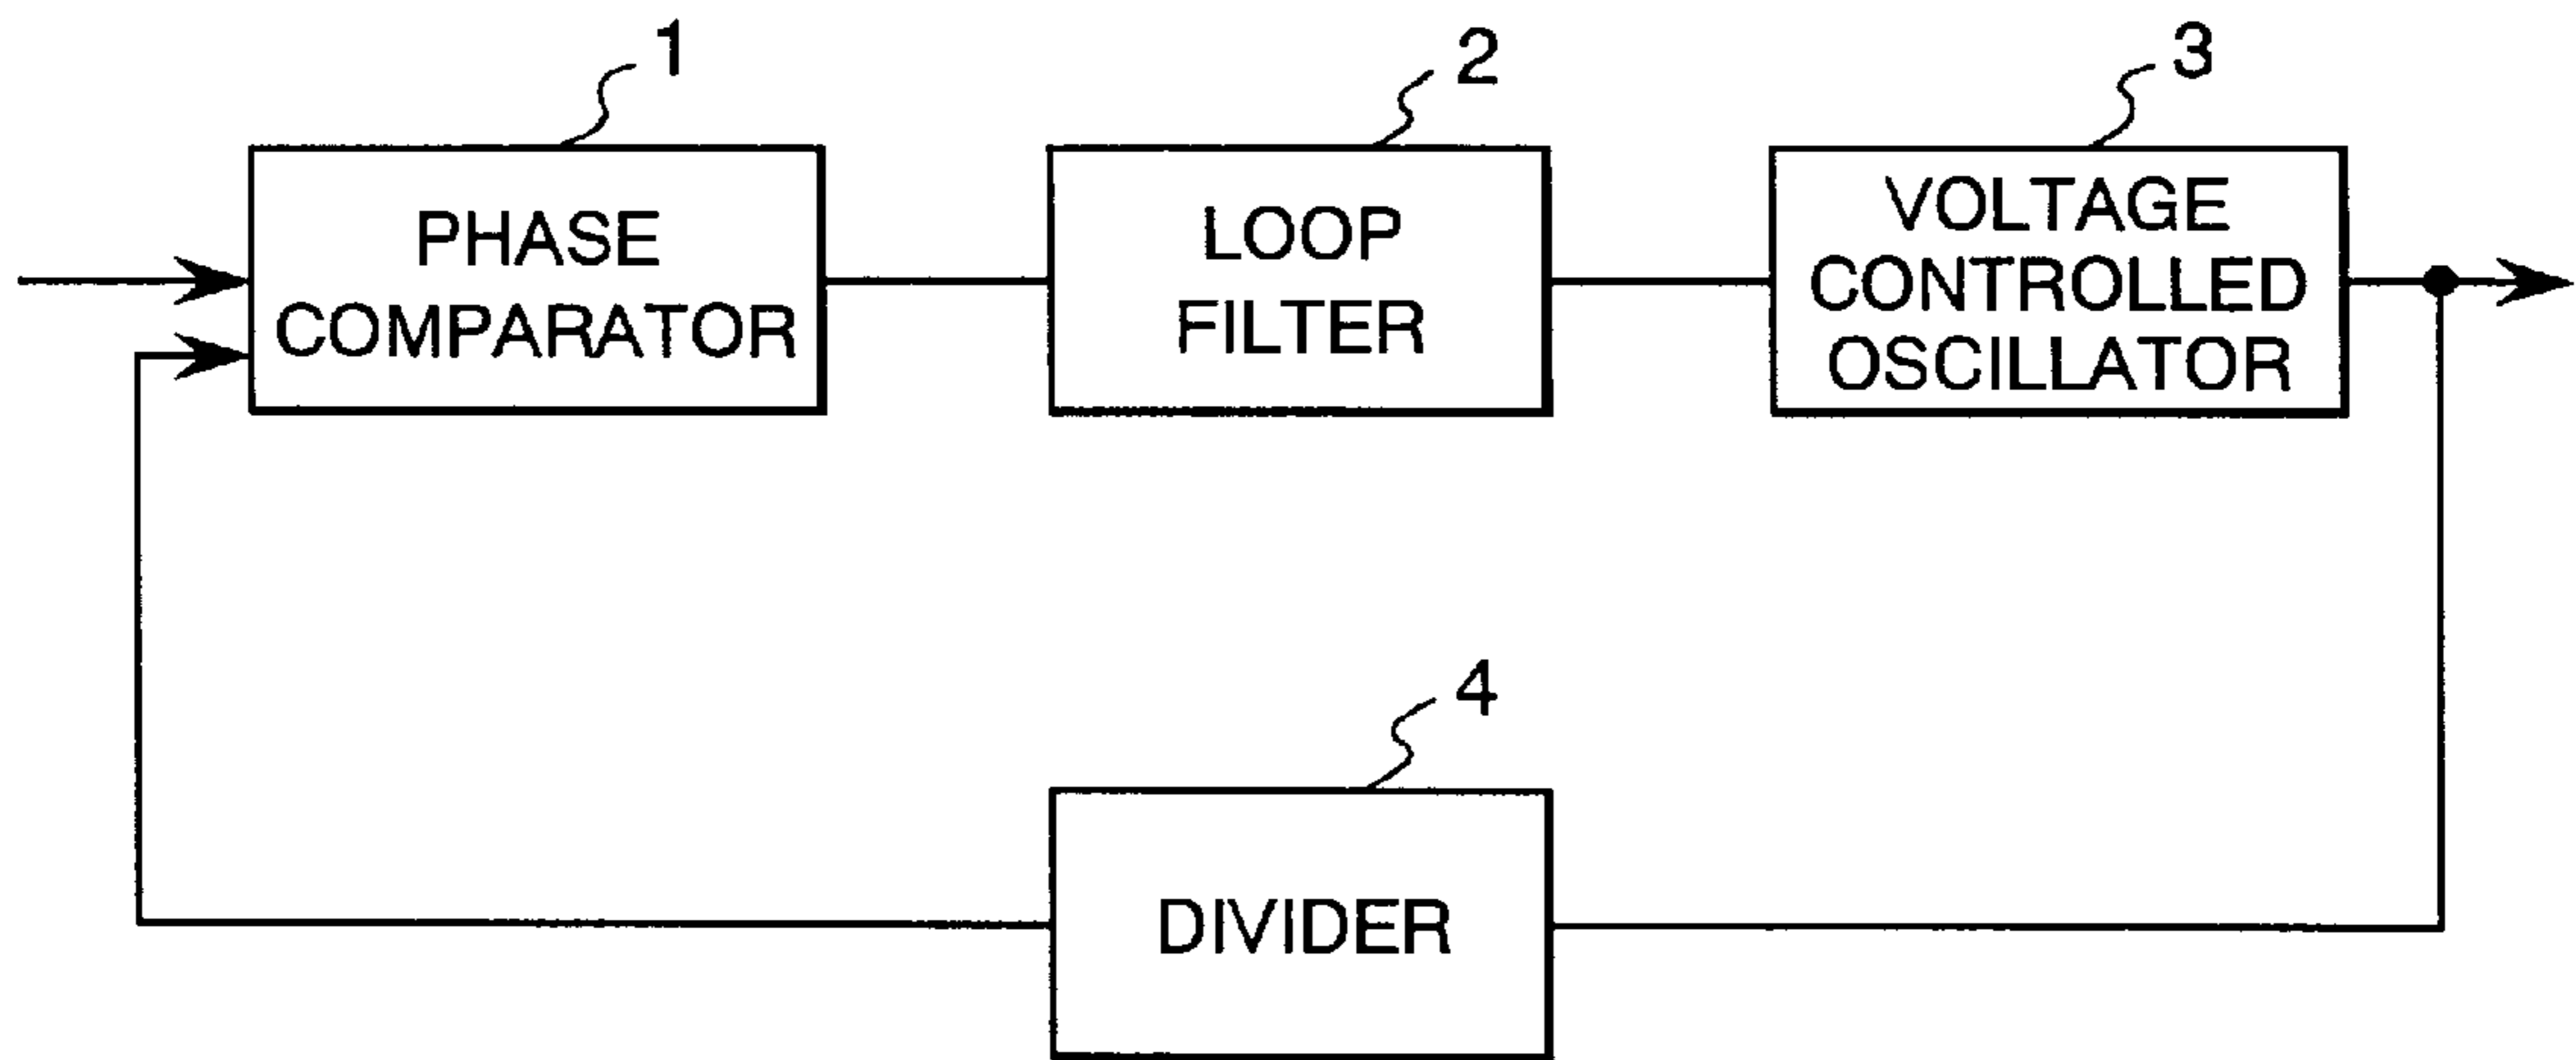 1
2
3
PHASE
COMPARATOR
LOOP
FILTER
VOLTAGE
CONTROLLED
OSCILLATOR
4
DIVIDER